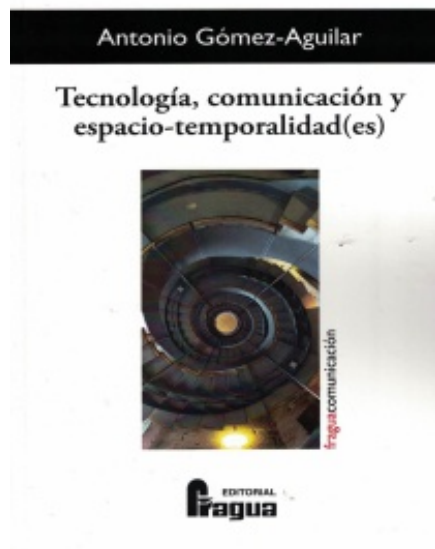 Antonio Gómez-Aguilar
Tecnología, comunicación y
espacio-temporalidad(es)
fraguacomunicación
EDITORIAL
Fragua